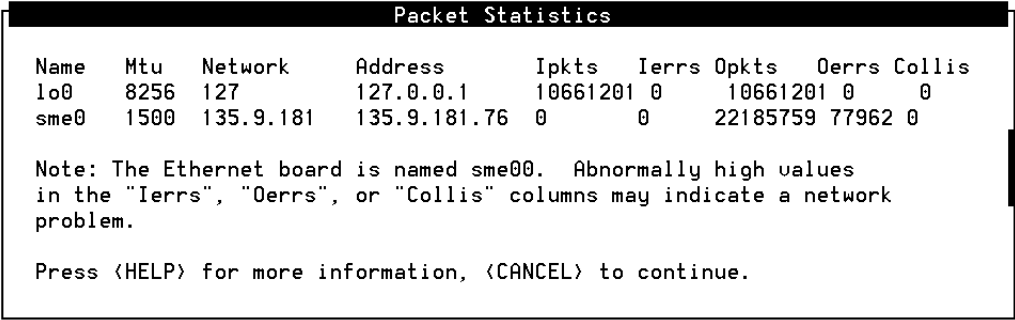 Packet Statistics
Name Mtu Network Address Ipkts Ierrs Opkts Oerrs Collis
lo0 8256 127 127.0.0.1 10661201 0 10661201 0 0
sme0 1500 135.9.181 135.9.181.76 0 0 22185759 77962 0
Note: The Ethernet board is named sme00. Abnormally high values
in the "Ierrs", "Oerrs", or "Collis" columns may indicate a network
problem.
Press <HELP> for more information, <CANCEL> to continue.